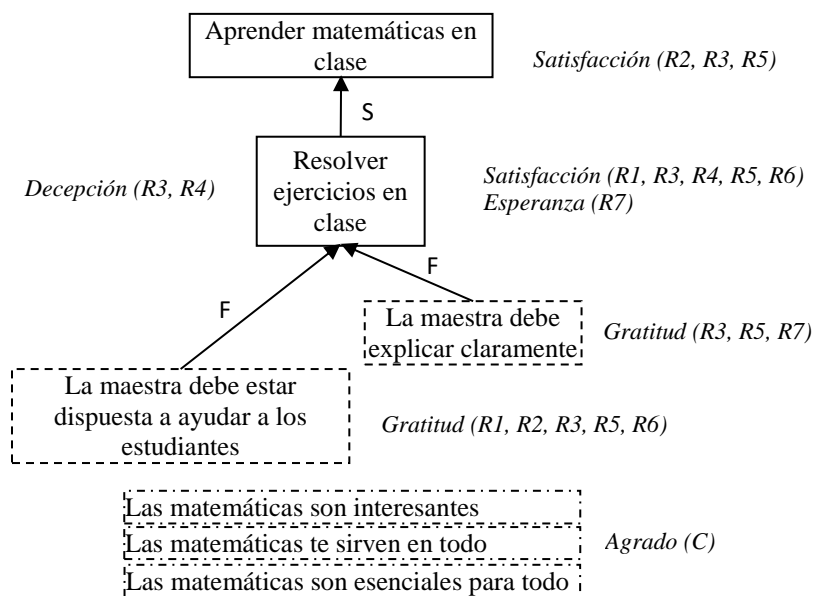 Aprender matemáticas en
clase
Satisfacción (R2, R3, R5)
S
Resolver
ejercicios en
clase
Decepción (R3, R4)
Satisfacción (R1, R3, R4, R5, R6)
Esperanza (R7)
F
F
La maestra debe
explicar claramente
Gratitud (R3, R5, R7)
La maestra debe estar
dispuesta a ayudar a los
estudiantes
Gratitud (R1, R2, R3, R5, R6)
Las matemáticas son interesantes
Las matemáticas te sirven en todo
Las matemáticas son esenciales para todo
Agrado (C)